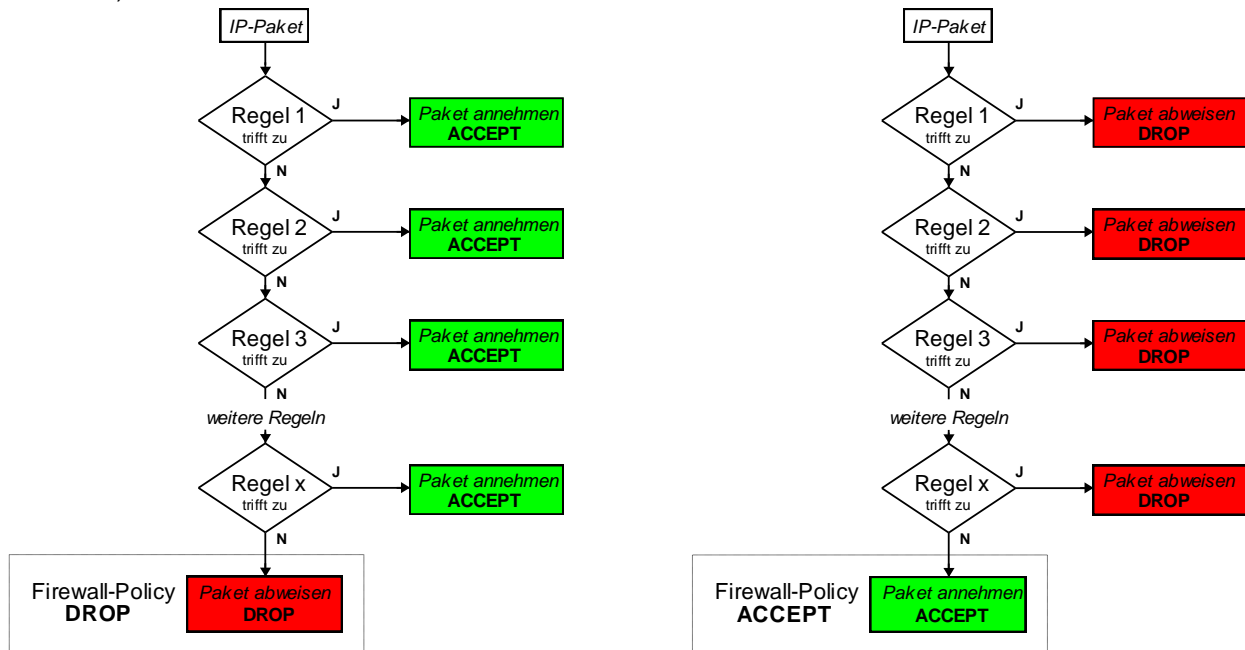 IP-Paket
Regel 1
trifft zu
J
Paket annehmen
ACCEPT
N
Regel 2
trifft zu
J
Paket annehmen
ACCEPT
N
Regel 3
trifft zu
J
Paket annehmen
ACCEPT
N
weitere Regeln
Regel x
trifft zu
J
Paket annehmen
ACCEPT
N
Firewall-Policy
DROP
Paket abweisen
DROP
IP-Paket
Regel 1
trifft zu
J
Paket abweisen
DROP
N
Regel 2
trifft zu
J
Paket abweisen
DROP
N
Regel 3
trifft zu
J
Paket abweisen
DROP
N
weitere Regeln
Regel x
trifft zu
J
Paket abweisen
DROP
N
Firewall-Policy
ACCEPT
Paket annehmen
ACCEPT